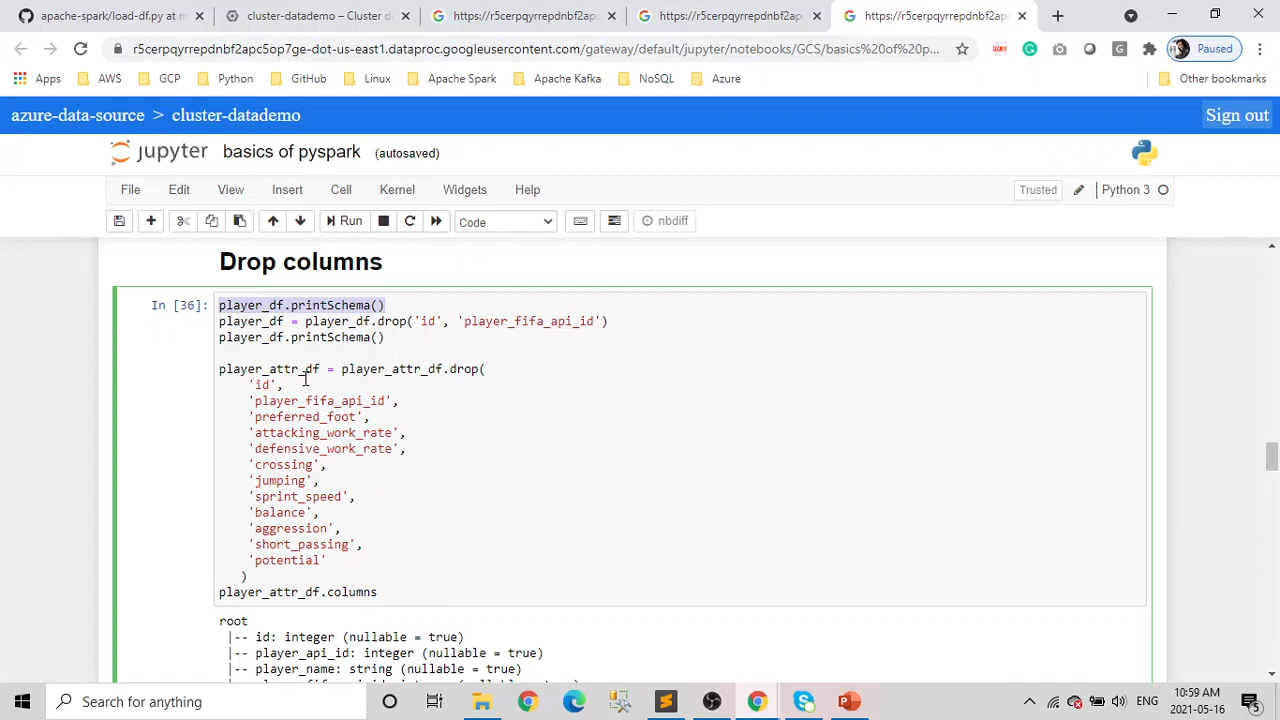 apache-spark/load-df.py at m
cluster-datademo – Cluster de
https://r5cerpqyrrepdnbf2apc
https://r5cerpqyrrepdnbf2apc
https://r5cerpqyrrepdnbf2apc
r5cerpqyrrepdnbf2apc5op7ge-dot-us-east1.dataproc.googleusercontent.com/gateway/default/jupyter/notebooks/GCS/basics%20of%20p...
Paused
Apps
AWS
GCP
Python
GitHub
Linux
Apache Spark
Apache Kafka
NoSQL
Azure
Other bookmarks
azure-data-source > cluster-datademo
Sign out
jupyter basics of pyspark (autosaved)
File Edit View Insert Cell Kernel Widgets Help
Trusted
Python 3
Run
Code
nbdiff
Drop columns
In [36]: player_df.printSchema()
player_df = player_df.drop('id', 'player_fifa_api_id')
player_df.printSchema()
player_attr_df = player_attr_df.drop(
'id',
'player_fifa_api_id',
'preferred_foot',
'attacking_work_rate',
'defensive_work_rate',
'crossing',
'jumping',
'sprint_speed',
'balance',
'aggression',
'short_passing',
'potential'
)
player_attr_df.columns
root
|-- id: integer (nullable = true)
|-- player_api_id: integer (nullable = true)
|-- player_name: string (nullable = true)
Search for anything
ENG
10:59 AM
2021-05-16
5